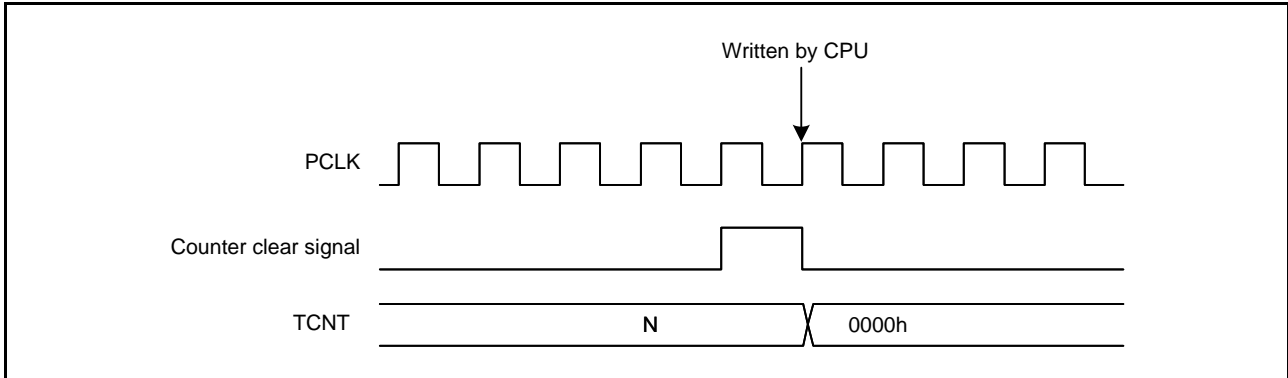 Written by CPU
PCLK
Counter clear signal
TCNT N 0000h